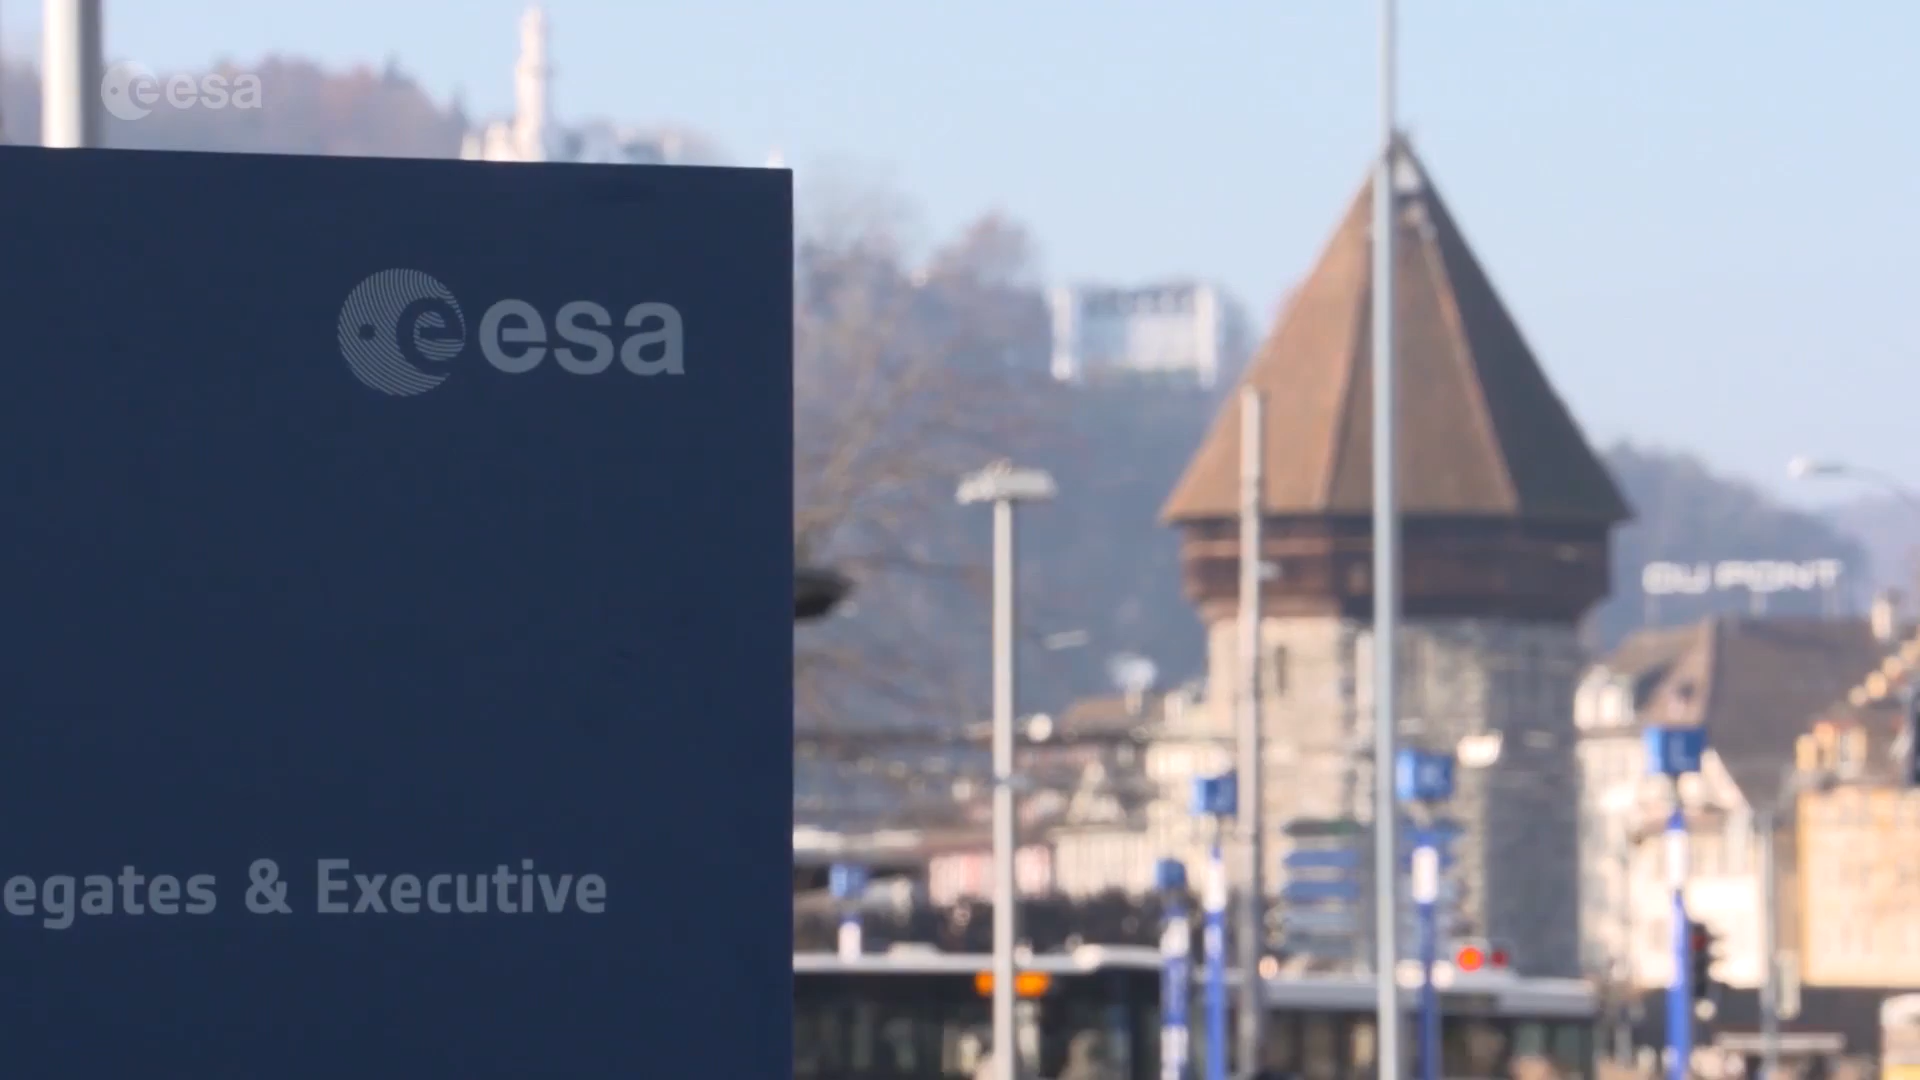 esa
esa
egates & Executive
DU PONT